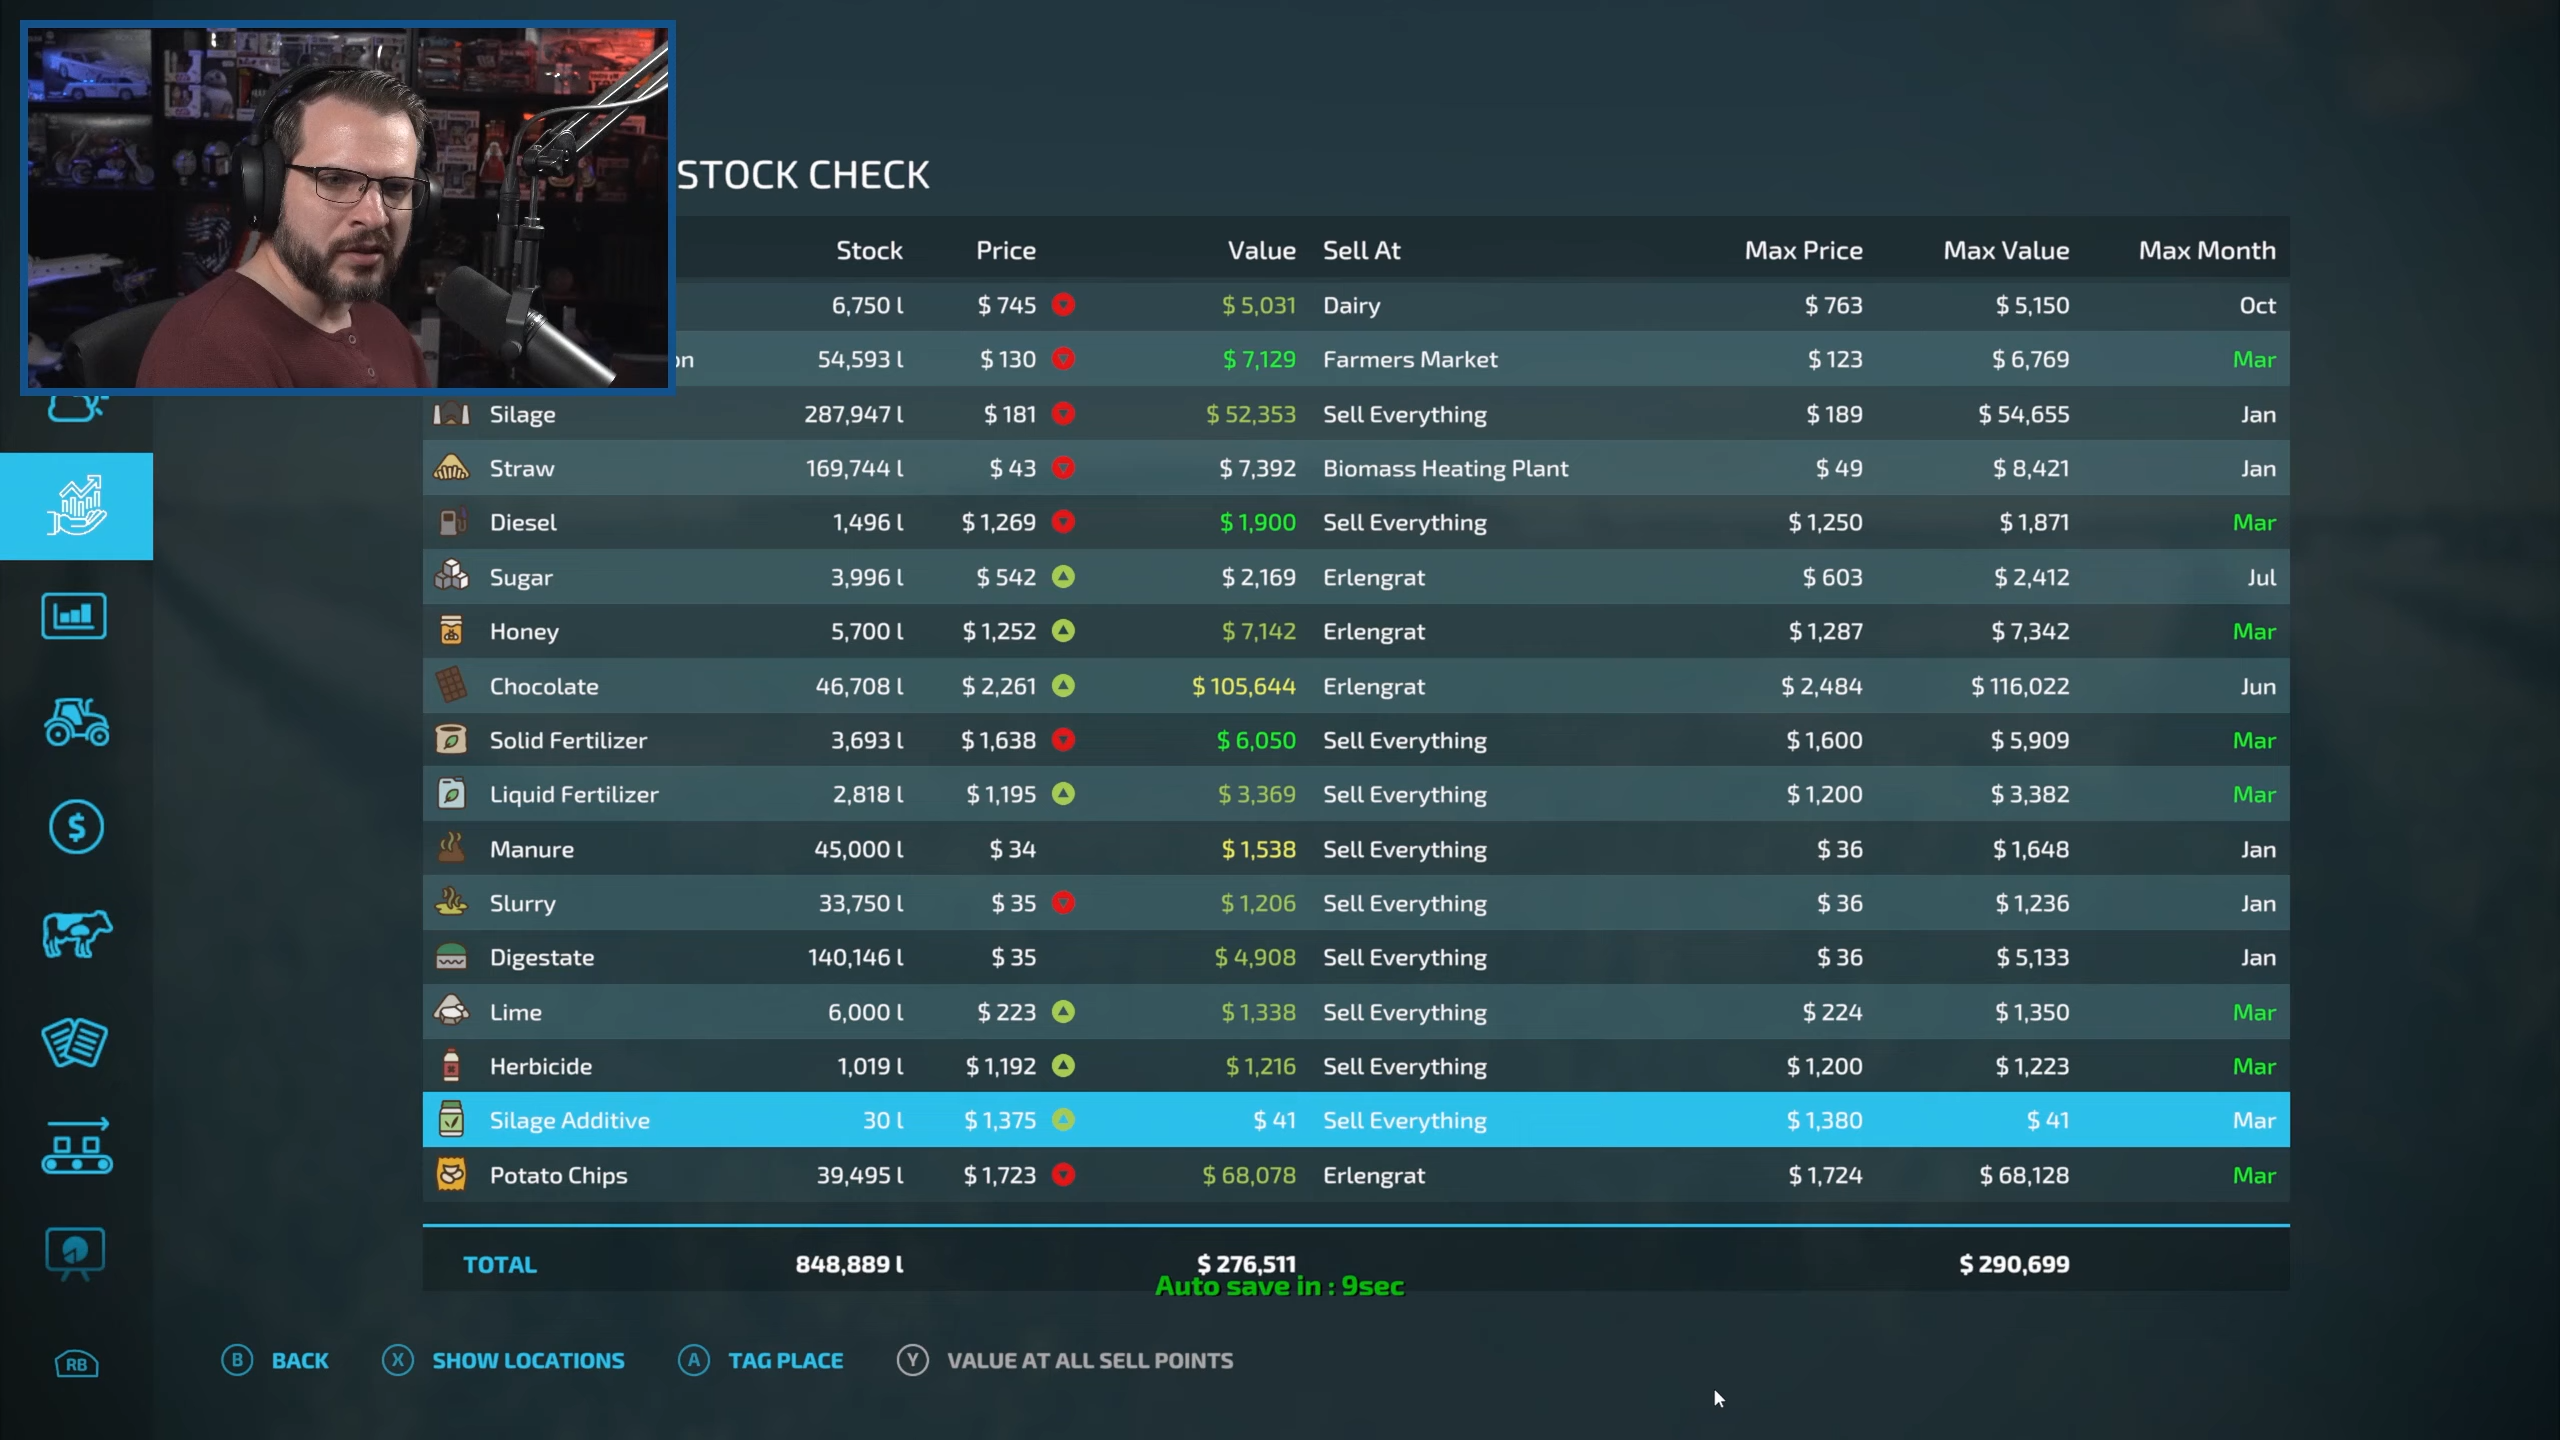 STOCK CHECK
Stock Price Value Sell At Max Price Max Value Max Month
6,750 l $ 745 $ 5,031 Dairy $ 763 $ 5,150 Oct
on 54,593 l $ 130 $ 7,129 Farmers Market $ 123 $ 6,769 Mar
Silage 287,947 l $ 181 $ 52,353 Sell Everything $ 189 $ 54,655 Jan
Straw 169,744 l $ 43 $ 7,392 Biomass Heating Plant $ 49 $ 8,421 Jan
Diesel 1,496 l $ 1,269 $ 1,900 Sell Everything $ 1,250 $ 1,871 Mar
Sugar 3,996 l $ 542 $ 2,169 Erlengrat $ 603 $ 2,412 Jul
Honey 5,700 l $ 1,252 $ 7,142 Erlengrat $ 1,287 $ 7,342 Mar
Chocolate 46,708 l $ 2,261 $ 105,644 Erlengrat $ 2,484 $ 116,022 Jun
Solid Fertilizer 3,693 l $ 1,638 $ 6,050 Sell Everything $ 1,600 $ 5,909 Mar
Liquid Fertilizer 2,818 l $ 1,195 $ 3,369 Sell Everything $ 1,200 $ 3,382 Mar
Manure 45,000 l $ 34 $ 1,538 Sell Everything $ 36 $ 1,648 Jan
Slurry 33,750 l $ 35 $ 1,206 Sell Everything $ 36 $ 1,236 Jan
Digestate 140,146 l $ 35 $ 4,908 Sell Everything $ 36 $ 5,133 Jan
Lime 6,000 l $ 223 $ 1,338 Sell Everything $ 224 $ 1,350 Mar
Herbicide 1,019 l $ 1,192 $ 1,216 Sell Everything $ 1,200 $ 1,223 Mar
Silage Additive 30 l $ 1,375 $ 41 Sell Everything $ 1,380 $ 41 Mar
Potato Chips 39,495 l $ 1,723 $ 68,078 Erlengrat $ 1,724 $ 68,128 Mar
TOTAL 848,889 l $ 276,511 $ 290,699
Auto save in : 9sec
RB B BACK X SHOW LOCATIONS A TAG PLACE Y VALUE AT ALL SELL POINTS